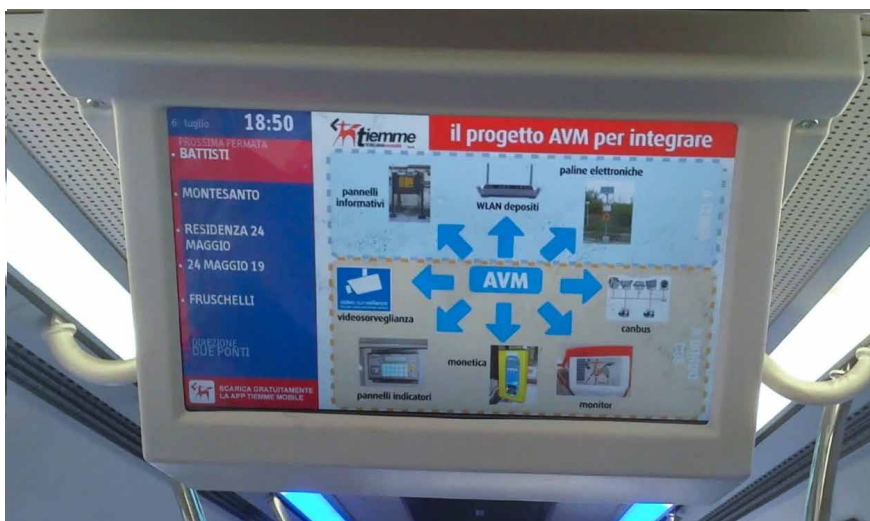 6 luglio 18:50
PROSSIMA FERMATA
BATTISTI
MONTESANTO
RESIDENZA 24
MAGGIO
24 MAGGIO 19
FRUSCHELLI
DIREZIONE
DUE PONTI
SCARICA GRATUITAMENTE
LA APP TIEMME MOBILE
tiemme
il progetto AVM per integrare
pannelli
informativi
WLAN depositi
paline elettroniche
AVM
videosorveglianza
canbus
pannelli indicatori
monetica
monitor